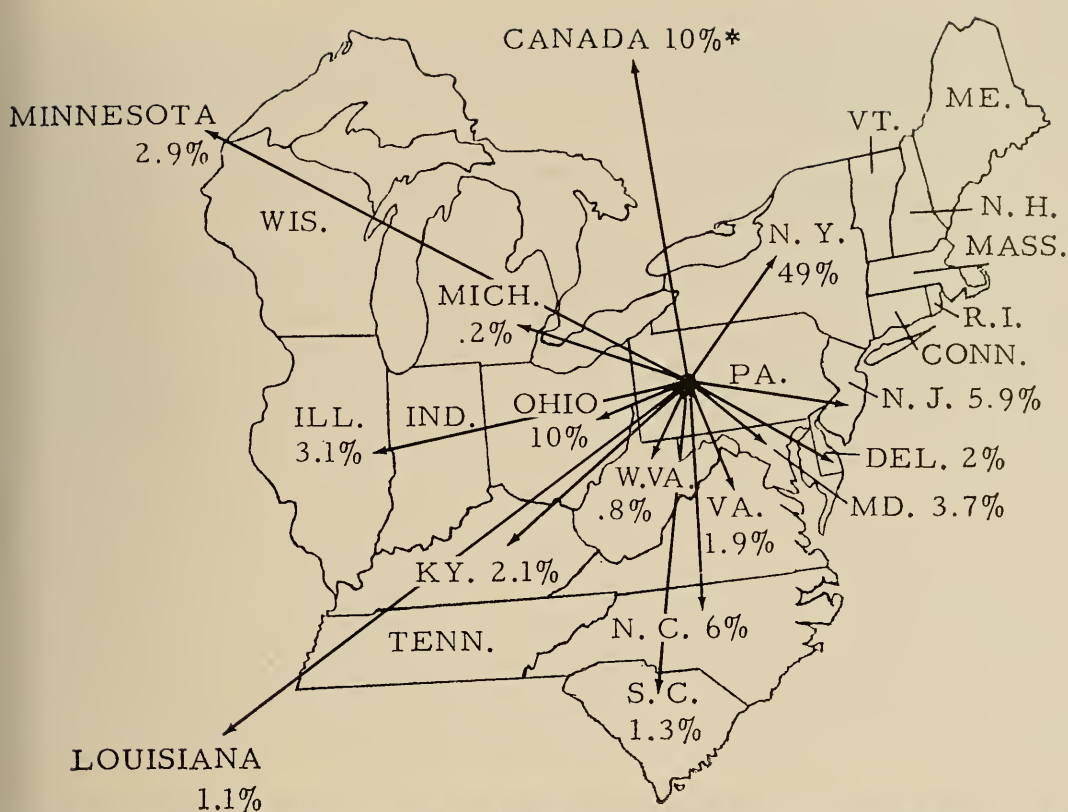 CANADA 10%*
MINNESOTA
2.9%
ME.
VT.
WIS.
N. H.
N. Y.
49%
MASS.
MICH.
.2%
R.I.
CONN.
PA.
N. J. 5.9%
ILL.
3.1%
IND.
OHIO
10%
DEL. 2%
W.VA.
.8%
VA.
1.9%
MD. 3.7%
KY. 2.1%
TENN.
N. C. 6%
S. C.
1.3%
LOUISIANA
1.1%